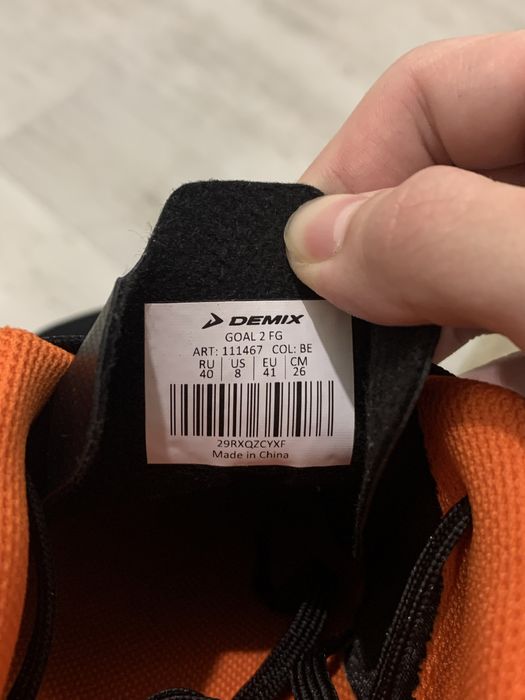 DEMIX
GOAL 2 FG
ART: 111467 COL: BE
RU US EU CM
40 8 41 26
29RXQZCYXF
Made in China